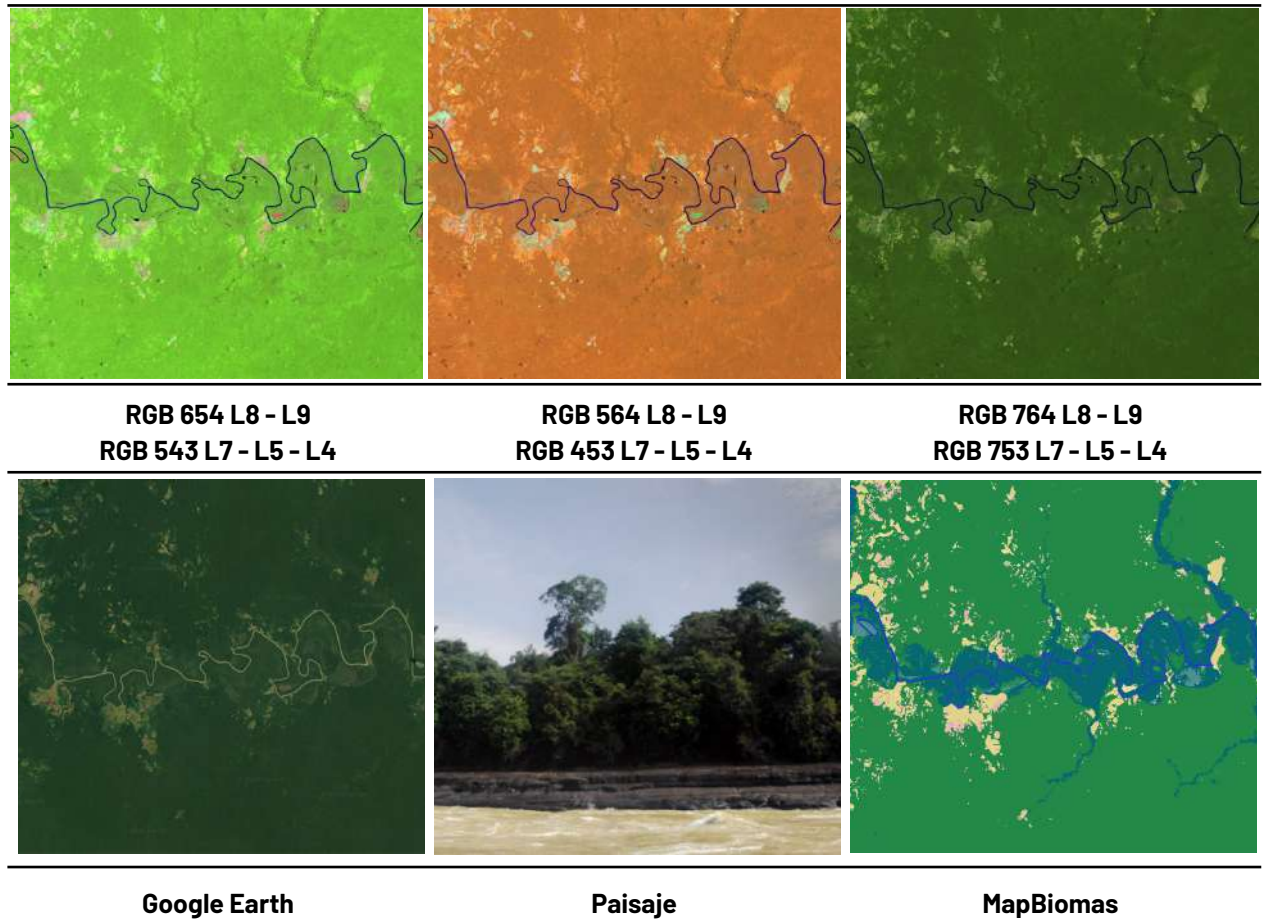 RGB 654 L8 - L9
RGB 543 L7 - L5 - L4
RGB 564 L8 - L9
RGB 453 L7 - L5 - L4
RGB 764 L8 - L9
RGB 753 L7 - L5 - L4
Google Earth
Paisaje
MapBiomas